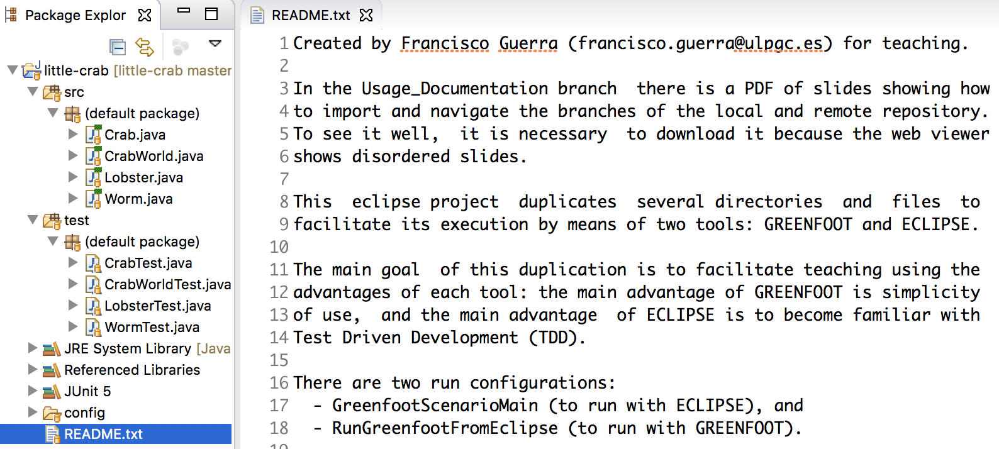 Package Explor
README.txt
little-crab [little-crab master
src
(default package)
Crab.java
CrabWorld.java
Lobster.java
Worm.java
test
(default package)
CrabTest.java
CrabWorldTest.java
LobsterTest.java
WormTest.java
JRE System Library [Java
Referenced Libraries
JUnit 5
config
README.txt
1 Created by Francisco Guerra (francisco.guerra@ulpgc.es) for teaching.
2
3 In the Usage_Documentation branch  there is a PDF of slides showing how
4 to import and navigate the branches of the local and remote repository.
5 To see it well,  it is necessary  to download it because the web viewer
6 shows disordered slides.
7
8 This  eclipse project  duplicates  several directories  and  files  to
9 facilitate its execution by means of two tools: GREENFOOT and ECLIPSE.
10
11 The main goal  of this duplication is to facilitate teaching using the
12 advantages of each tool: the main advantage of GREENFOOT is simplicity
13 of use,  and the main advantage  of ECLIPSE is to become familiar with
14 Test Driven Development (TDD).
15
16 There are two run configurations:
17   - GreenfootScenarioMain (to run with ECLIPSE), and
18   - RunGreenfootFromEclipse (to run with GREENFOOT).